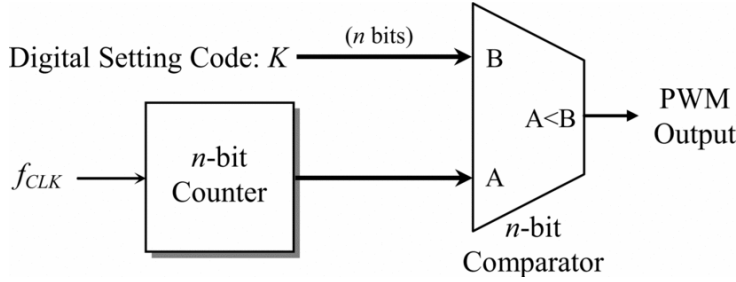 (n bits)
Digital Setting Code: K
B
PWM
Output
A<B
n-bit
Counter
fCLK
A
n-bit
Comparator